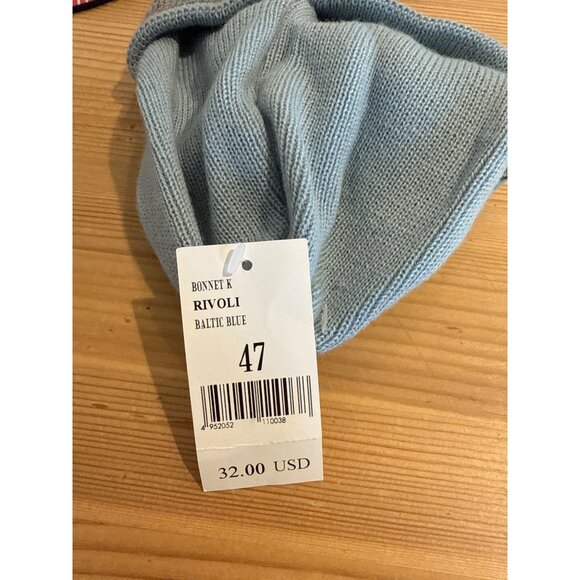 BONNET K
RIVOLI
BALTIC BLUE
47
4 952052 110038
32.00 USD